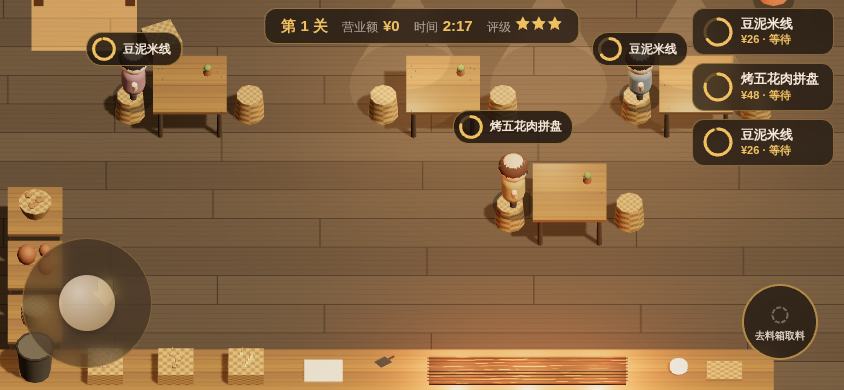 第 1 关 营业额 ¥0 时间 2:17 评级
豆泥米线
¥26 · 等待
豆泥米线
豆泥米线
烤五花肉拼盘
¥48 · 等待
烤五花肉拼盘
豆泥米线
¥26 · 等待
去料箱取料